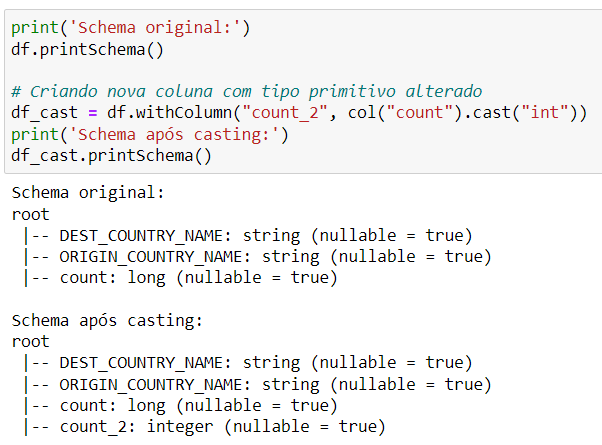 print('Schema original:')
df.printSchema()
# Criando nova coluna com tipo primitivo alterado
df_cast = df.withColumn("count_2", col("count").cast("int"))
print('Schema após casting:')
df_cast.printSchema()
Schema original:
root
 |-- DEST_COUNTRY_NAME: string (nullable = true)
 |-- ORIGIN_COUNTRY_NAME: string (nullable = true)
 |-- count: long (nullable = true)
Schema após casting:
root
 |-- DEST_COUNTRY_NAME: string (nullable = true)
 |-- ORIGIN_COUNTRY_NAME: string (nullable = true)
 |-- count: long (nullable = true)
 |-- count_2: integer (nullable = true)